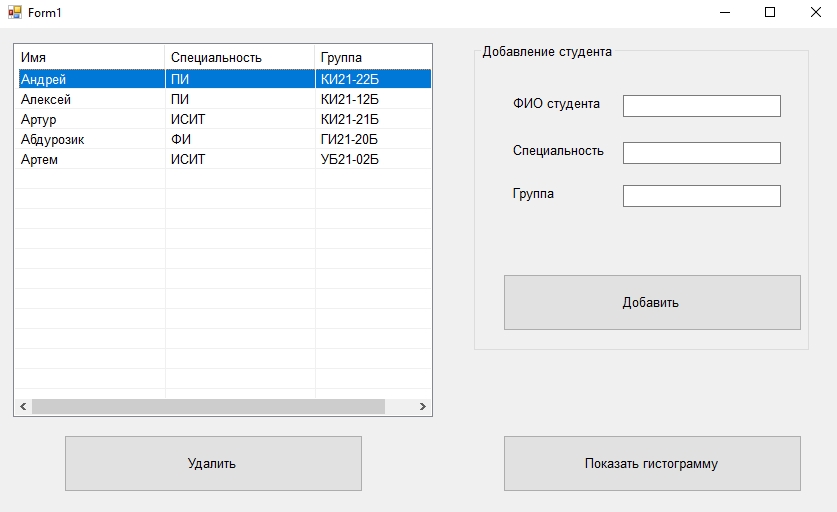 Form1
Имя Специальность Группа
Андрей ПИ КИ21-22Б
Алексей ПИ КИ21-12Б
Артур ИСИТ КИ21-21Б
Абдурозик ФИ ГИ21-20Б
Артем ИСИТ УБ21-02Б
Удалить
Добавление студента
ФИО студента
Специальность
Группа
Добавить
Показать гистограмму